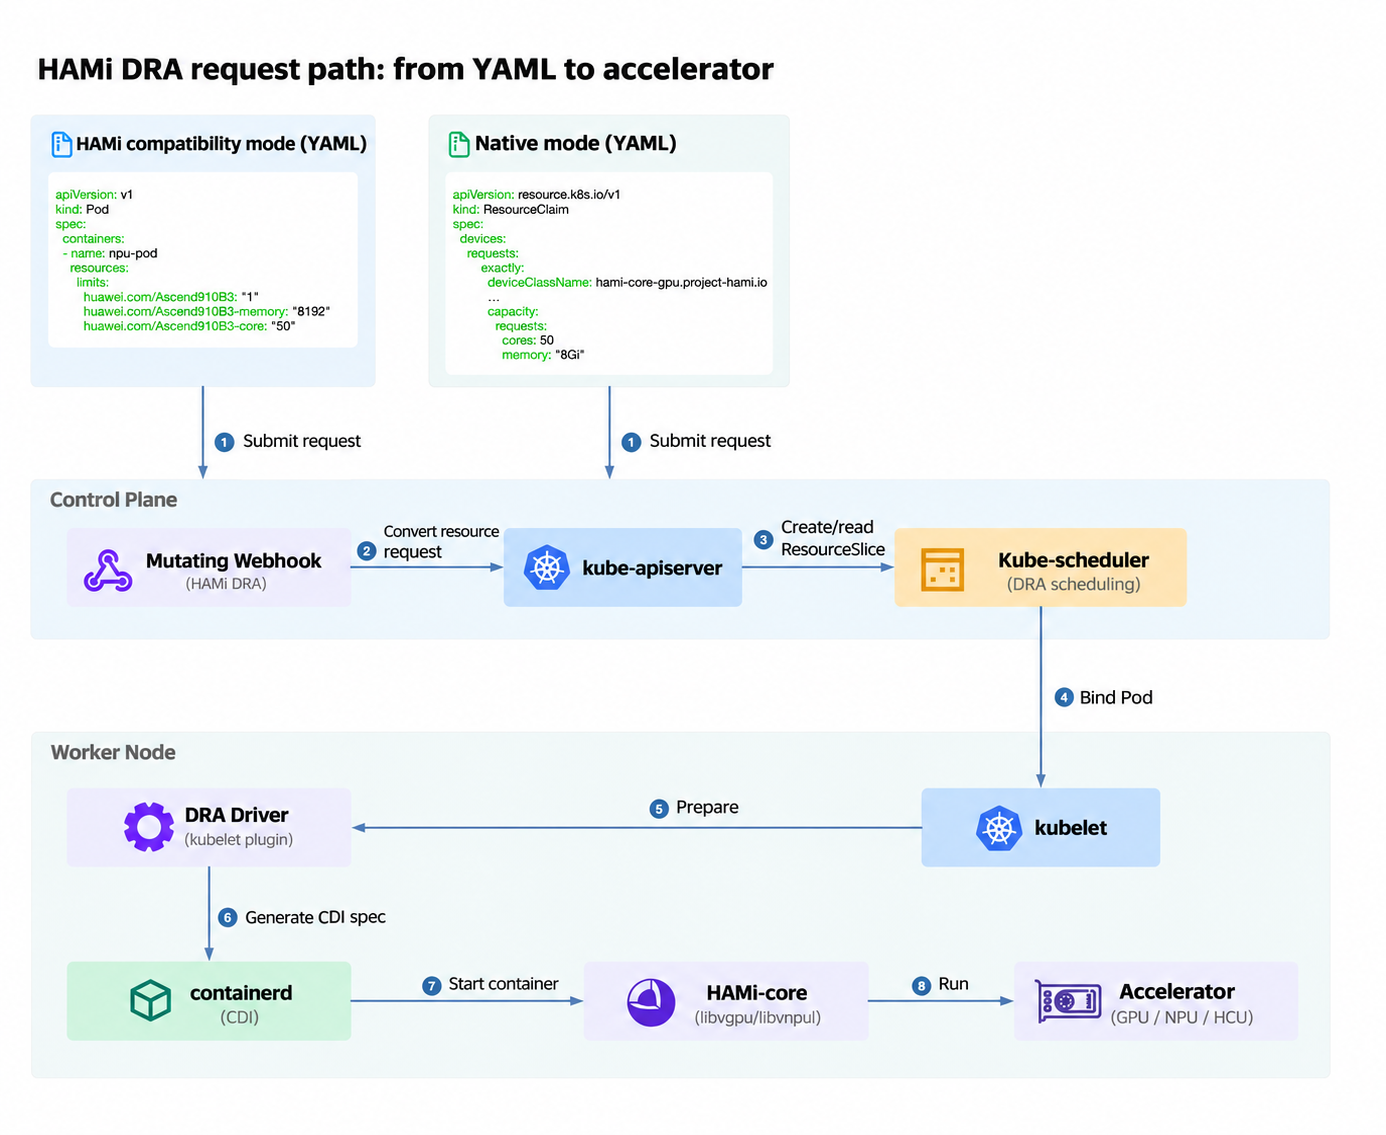 HAMi DRA request path: from YAML to accelerator
HAMi compatibility mode (YAML)
apiVersion: v1
kind: Pod
spec:
containers:
- name: npu-pod
resources:
limits:
huawei.com/Ascend910B3: "1"
huawei.com/Ascend910B3-memory: "8192"
huawei.com/Ascend910B3-core: "50"
Native mode (YAML)
apiVersion: resource.k8s.io/v1
kind: ResourceClaim
spec:
devices:
requests:
exactly:
deviceClassName: hami-core-gpu.project-hami.io
...
capacity:
requests:
cores: 50
memory: "8Gi"
1 Submit request
1 Submit request
Control Plane
Mutating Webhook
(HAMi DRA)
2 Convert resource
request
kube-apiserver
3 Create/read
ResourceSlice
Kube-scheduler
(DRA scheduling)
4 Bind Pod
Worker Node
DRA Driver
(kubelet plugin)
5 Prepare
kubelet
6 Generate CDI spec
containerd
(CDI)
7 Start container
HAMi-core
(libvgpu/libvnpul)
8 Run
Accelerator
(GPU / NPU / HCU)